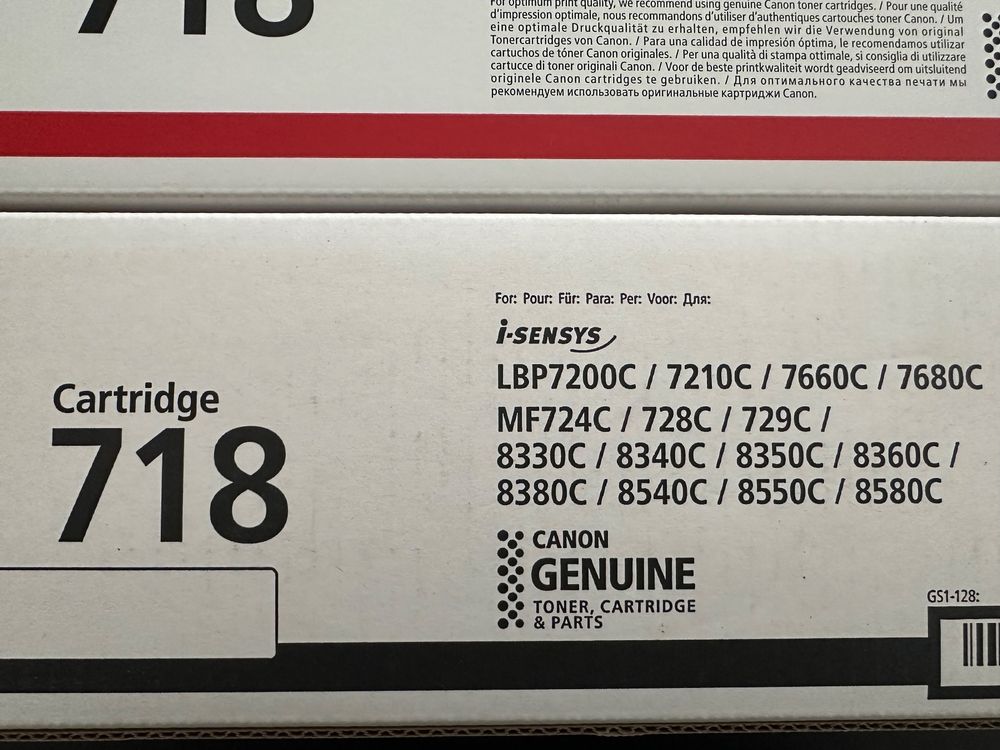 718
For optimum print quality, we recommend using genuine Canon toner cartridges. / Pour une qualité
d'impression optimale, nous recommandons d'utiliser d'authentiques cartouches toner Canon. / Um
eine optimale Druckqualität zu erhalten, empfehlen wir die Verwendung von original
Tonercartridges von Canon. / Para una calidad de impresión óptima, le recomendamos utilizar
cartuchos de tóner Canon originales. / Per una qualità di stampa ottimale, si consiglia di utilizzare
cartucce di toner originali Canon. / Voor de beste printkwaliteit wordt geadviseerd om uitsluitend
originele Canon cartridges te gebruiken. / Для оптимального качества печати мы
рекомендуем использовать оригинальные картриджи Canon.
Cartridge
718
For: Pour: Für: Para: Per: Voor: Для:
i-SENSYS
LBP7200C / 7210C / 7660C / 7680C
MF724C / 728C / 729C /
8330C / 8340C / 8350C / 8360C /
8380C / 8540C / 8550C / 8580C
CANON
GENUINE
TONER, CARTRIDGE
& PARTS
GS1-128: